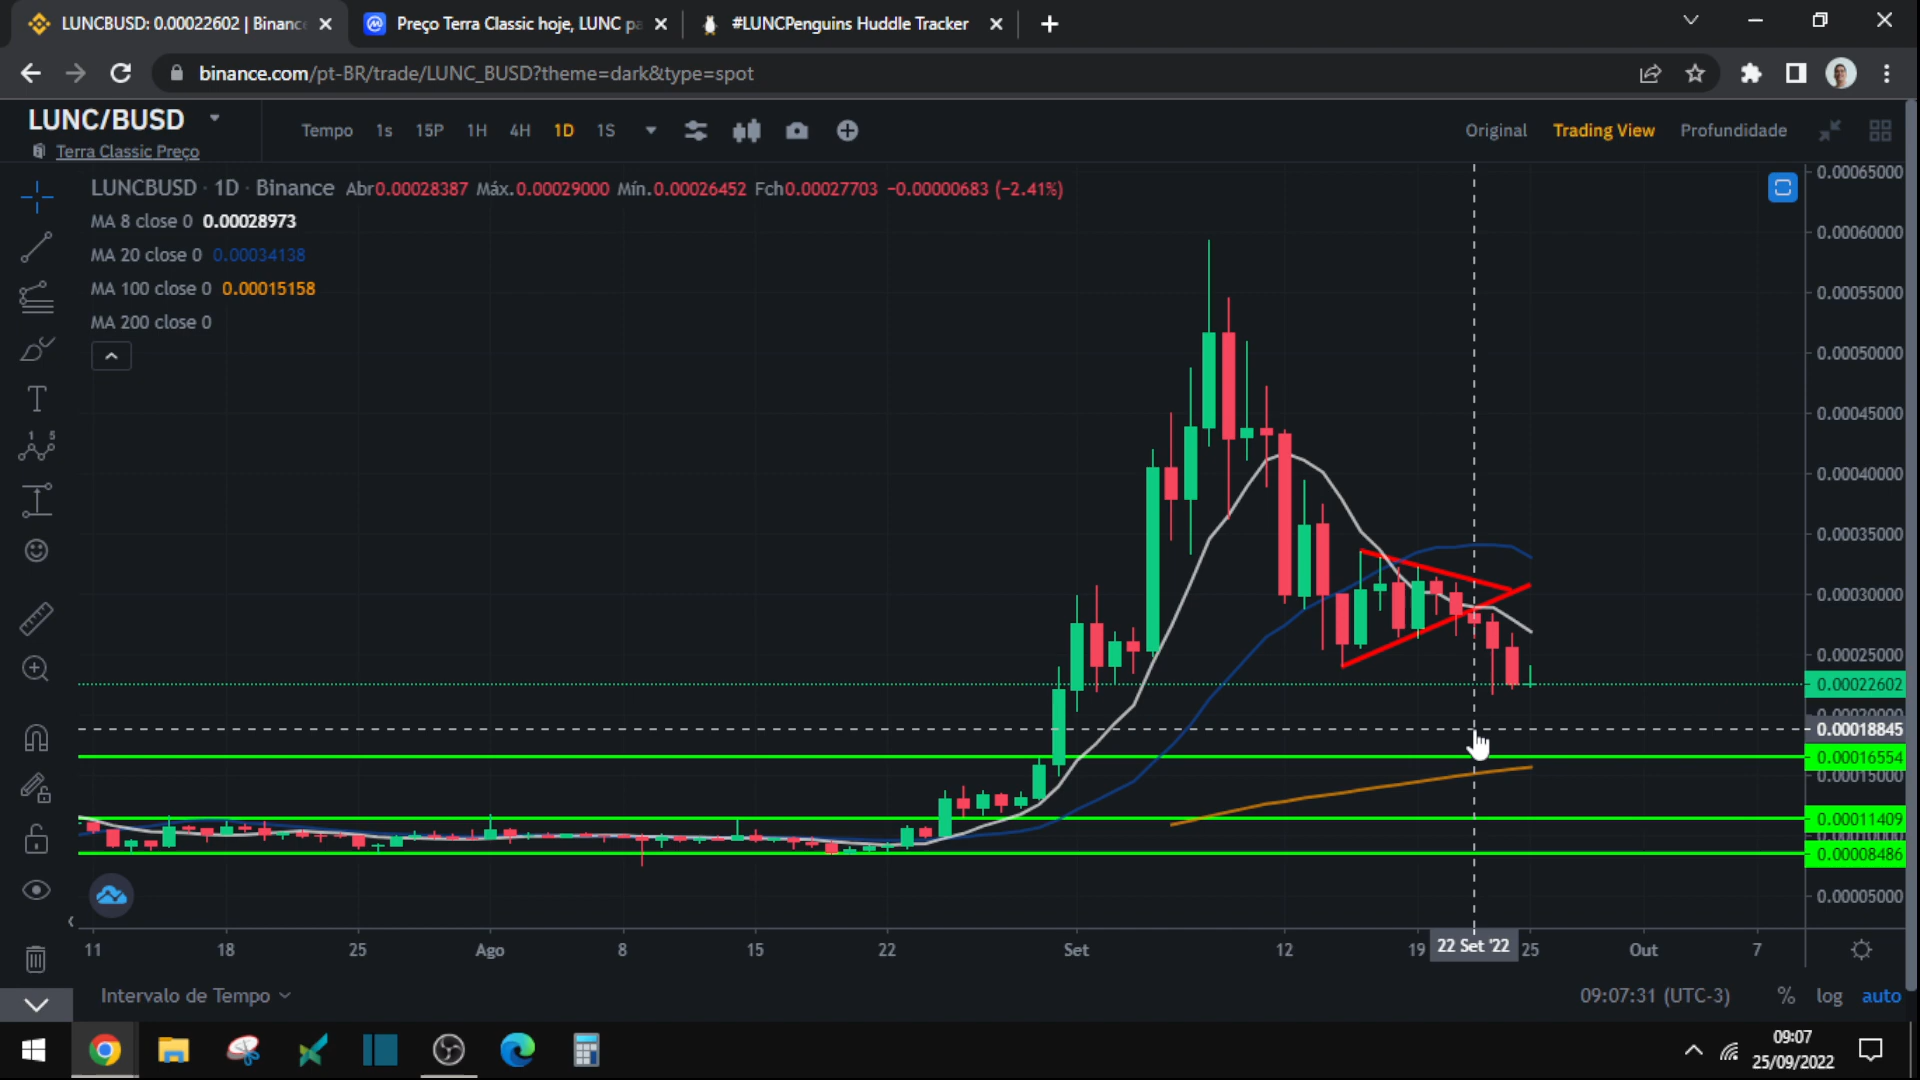 LUNCBUSD: 0.00022602 | Binanc
Preço Terra Classic hoje, LUNC pa
#LUNCPenguins Huddle Tracker
binance.com/pt-BR/trade/LUNC_BUSD?theme=dark&type=spot
LUNC/BUSD
Terra Classic Preço
Tempo 1s 15P 1H 4H 1D 1S
Original Trading View Profundidade
LUNCBUSD · 1D · Binance Abr0.00028387 Máx.0.00029000 Mín.0.00026452 Fch0.00027703 −0.00000683 (−2.41%)
MA 8 close 0 0.00028973
MA 20 close 0 0.00034138
MA 100 close 0 0.00015158
MA 200 close 0
0.00065000
0.00060000
0.00055000
0.00050000
0.00045000
0.00040000
0.00035000
0.00030000
0.00025000
0.00022602
0.00020000
0.00018845
0.00016554
0.00015000
0.00011409
0.00008486
0.00005000
11 18 25 Ago 8 15 22 Set 12 19 22 Set '22 25 Out 7
Intervalo de Tempo
09:07:31 (UTC-3) % log auto
09:07
25/09/2022